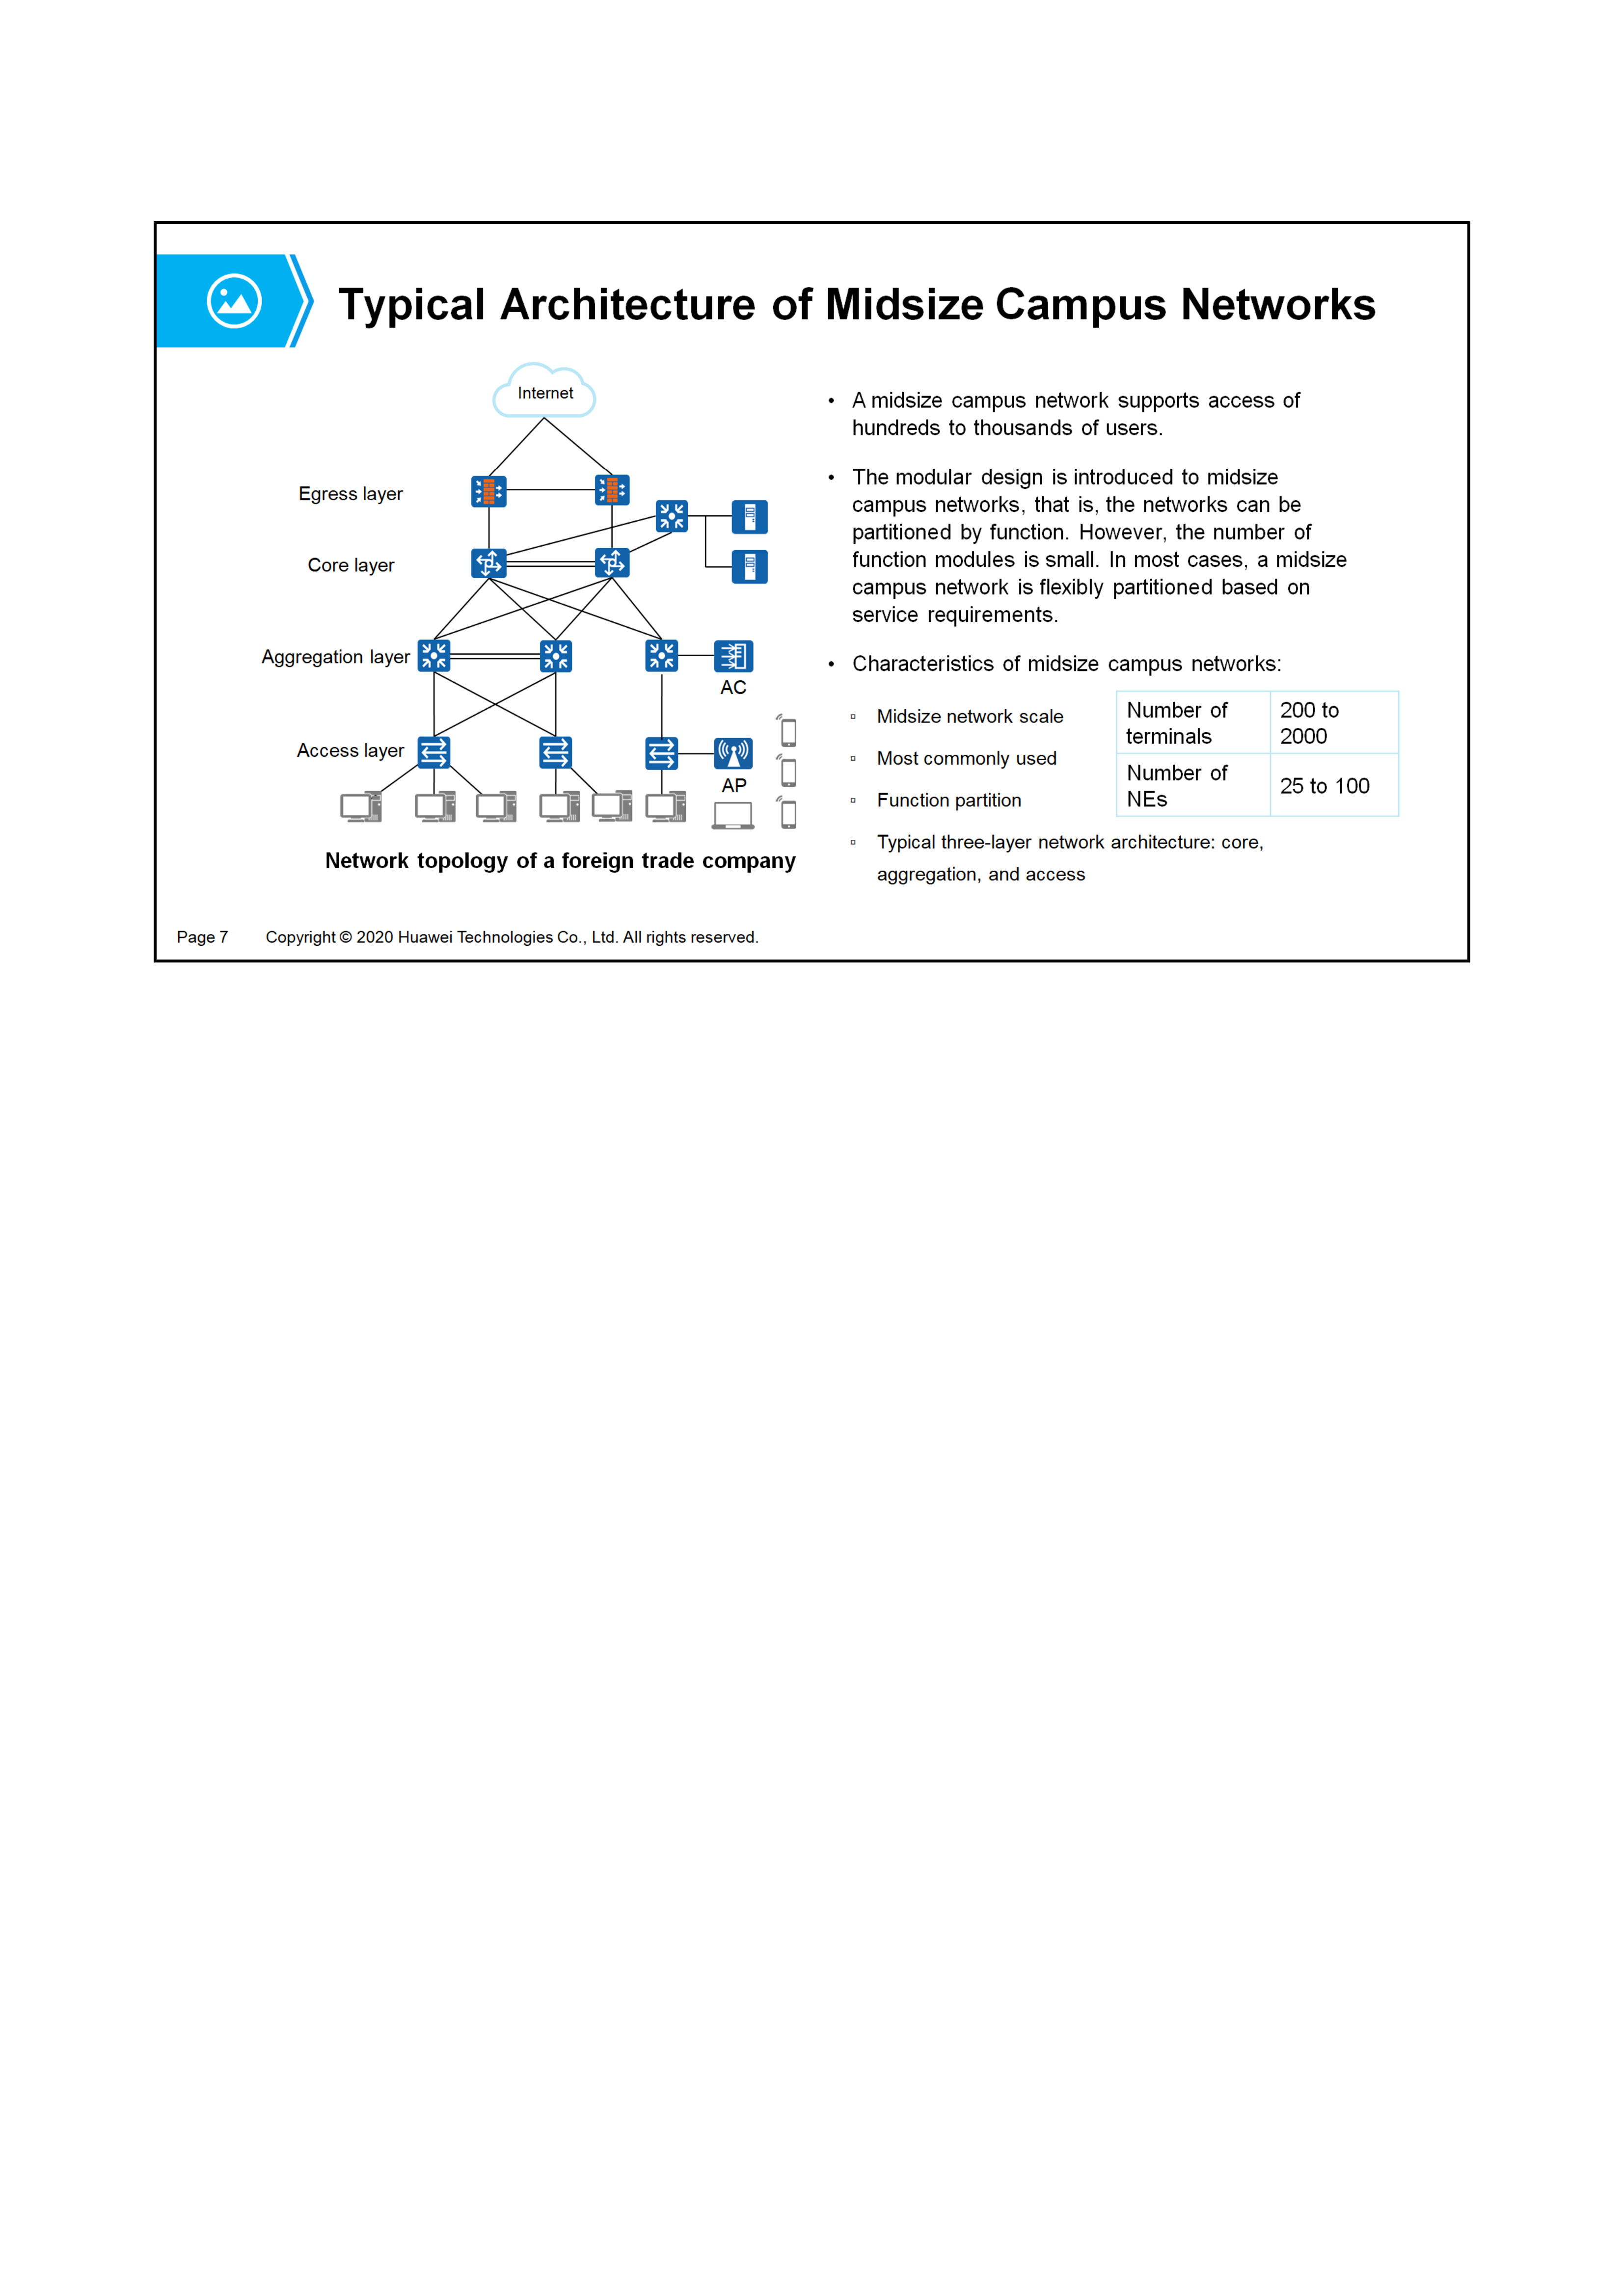 Typical Architecture of Midsize Campus Networks
Internet
Egress layer
Core layer
Aggregation layer
AC
Access layer
AP
Network topology of a foreign trade company
• A midsize campus network supports access of
hundreds to thousands of users.
• The modular design is introduced to midsize
campus networks, that is, the networks can be
partitioned by function. However, the number of
function modules is small. In most cases, a midsize
campus network is flexibly partitioned based on
service requirements.
• Characteristics of midsize campus networks:
▫ Midsize network scale
▫ Most commonly used
▫ Function partition
▫ Typical three-layer network architecture: core,
aggregation, and access
Number of
terminals
200 to
2000
Number of
NEs
25 to 100
Page 7
Copyright © 2020 Huawei Technologies Co., Ltd. All rights reserved.